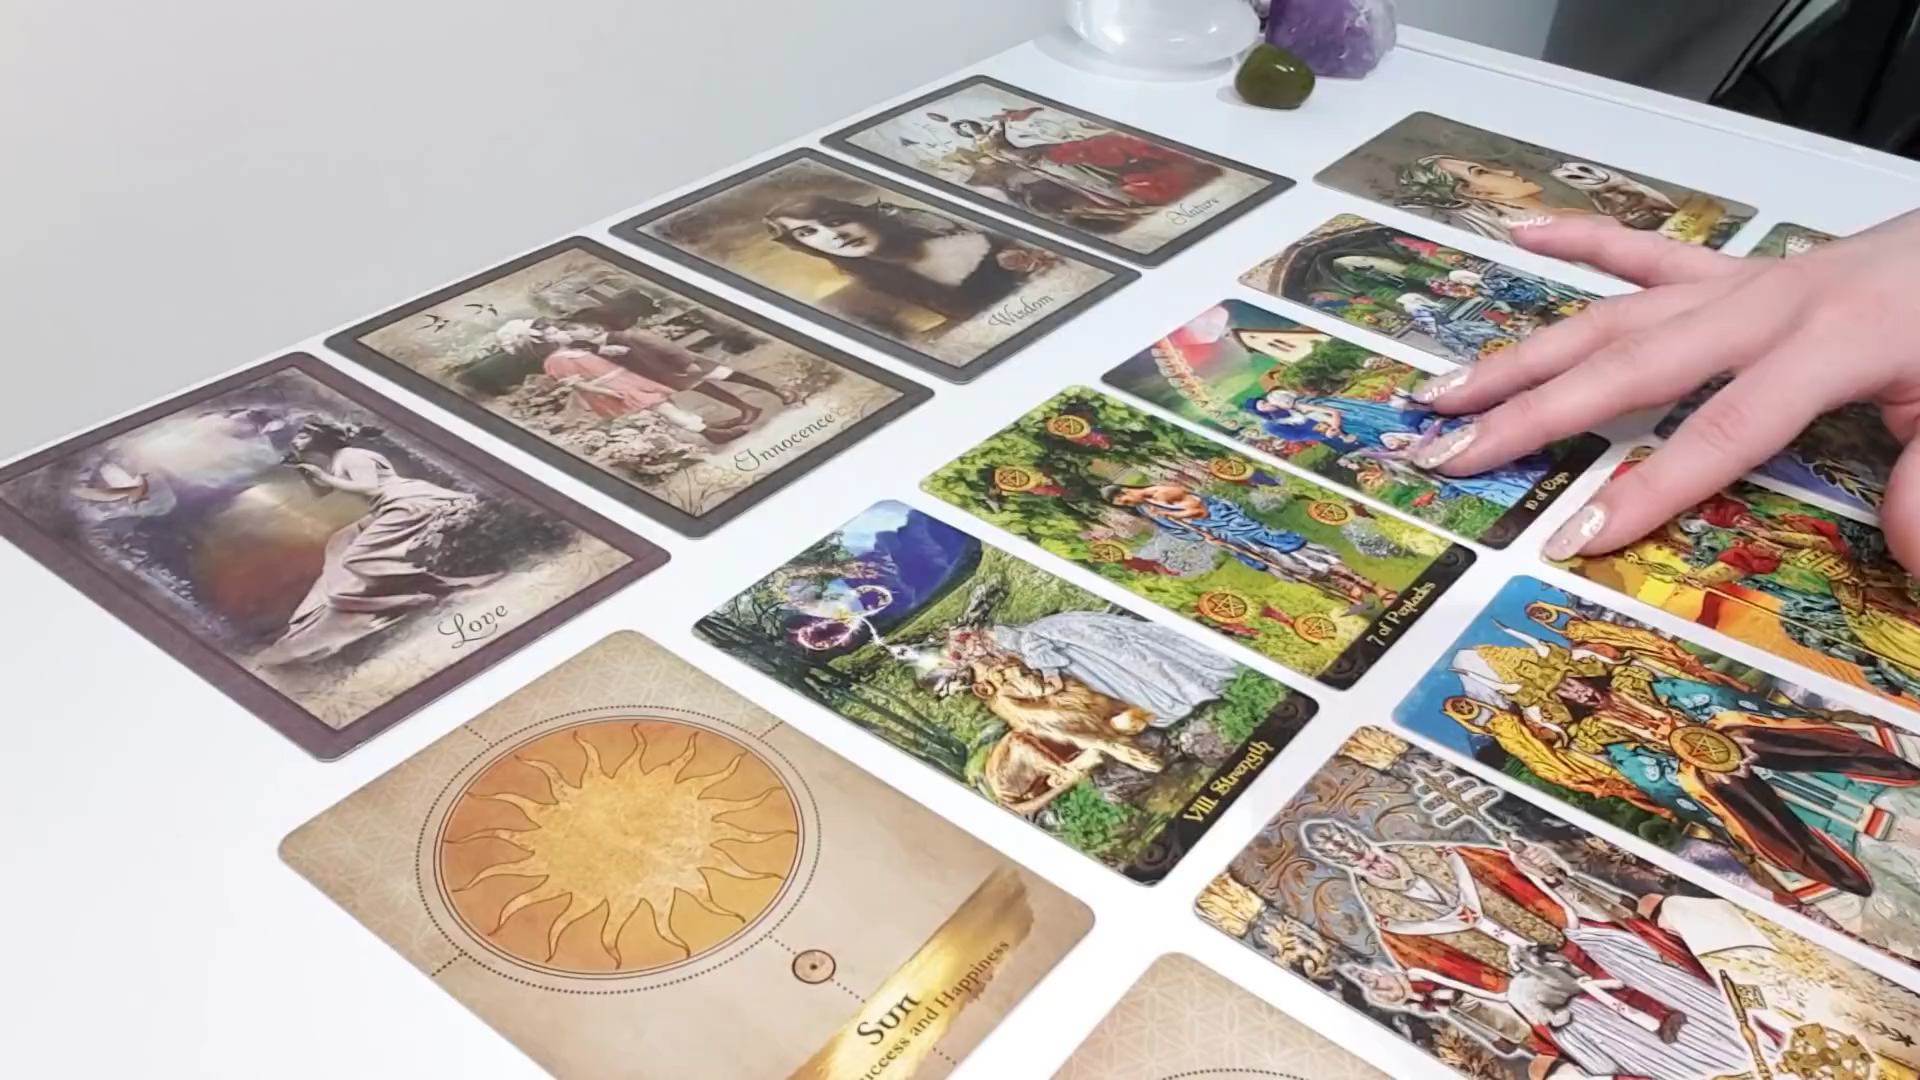 Nature
Wisdom
Innocence
Love
10 of Cups
7 of Pentacles
VIII Strength
Sun
Success and Happiness